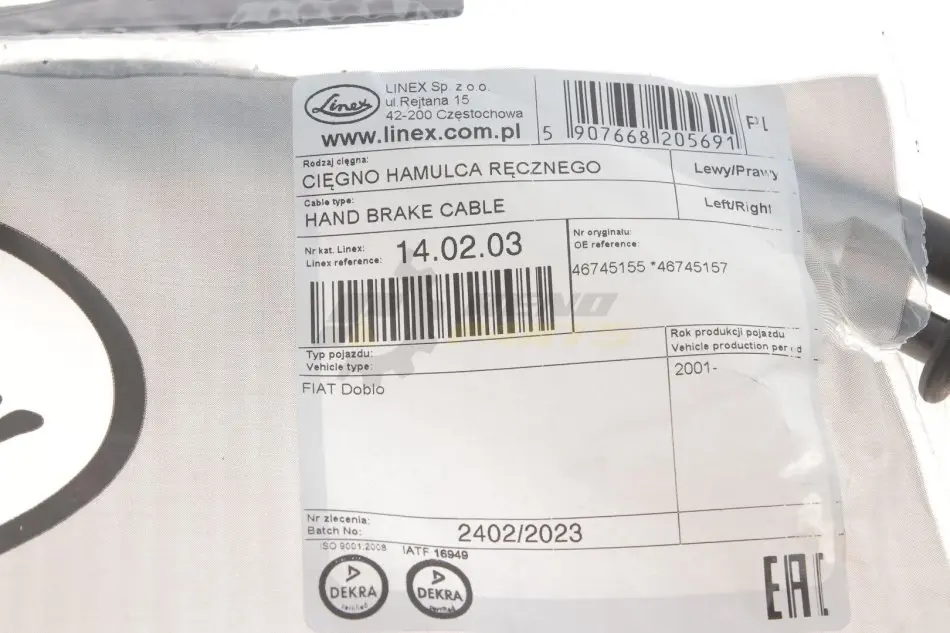 Linex
LINEX Sp. z o.o.
ul.Rejtana 15
42-200 Częstochowa
www.linex.com.pl
5 907668 205691
PL
Rodzaj cięgna:
CIĘGNO HAMULCA RĘCZNEGO
Lewy/Prawy
Cable type:
HAND BRAKE CABLE
Left/Right
Nr kat. Linex:
Linex reference:
14.02.03
Nr oryginału:
OE reference:
46745155 *46745157
Typ pojazdu:
Vehicle type:
Rok produkcji pojazdu
Vehicle production period
FIAT Doblo
2001-
Nr zlecenia:
Batch No:
2402/2023
ISO 9001:2008
IATF 16949
DEKRA
certified
DEKRA
certified
EAC